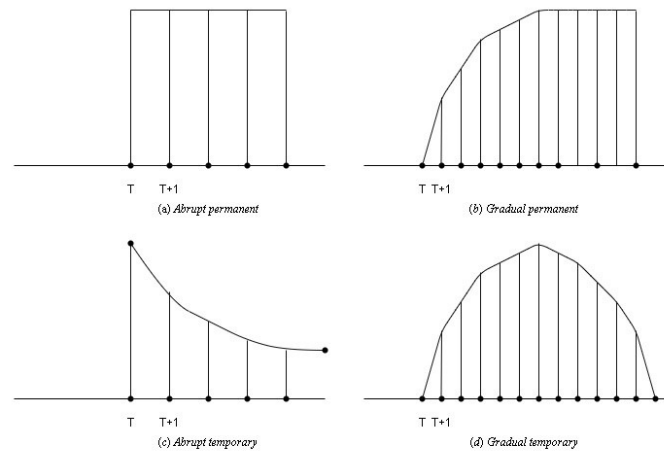 T T+1
(a) Abrupt permanent
T T+1
(b) Gradual permanent
T T+1
(c) Abrupt temporary
T T+1
(d) Gradual temporary